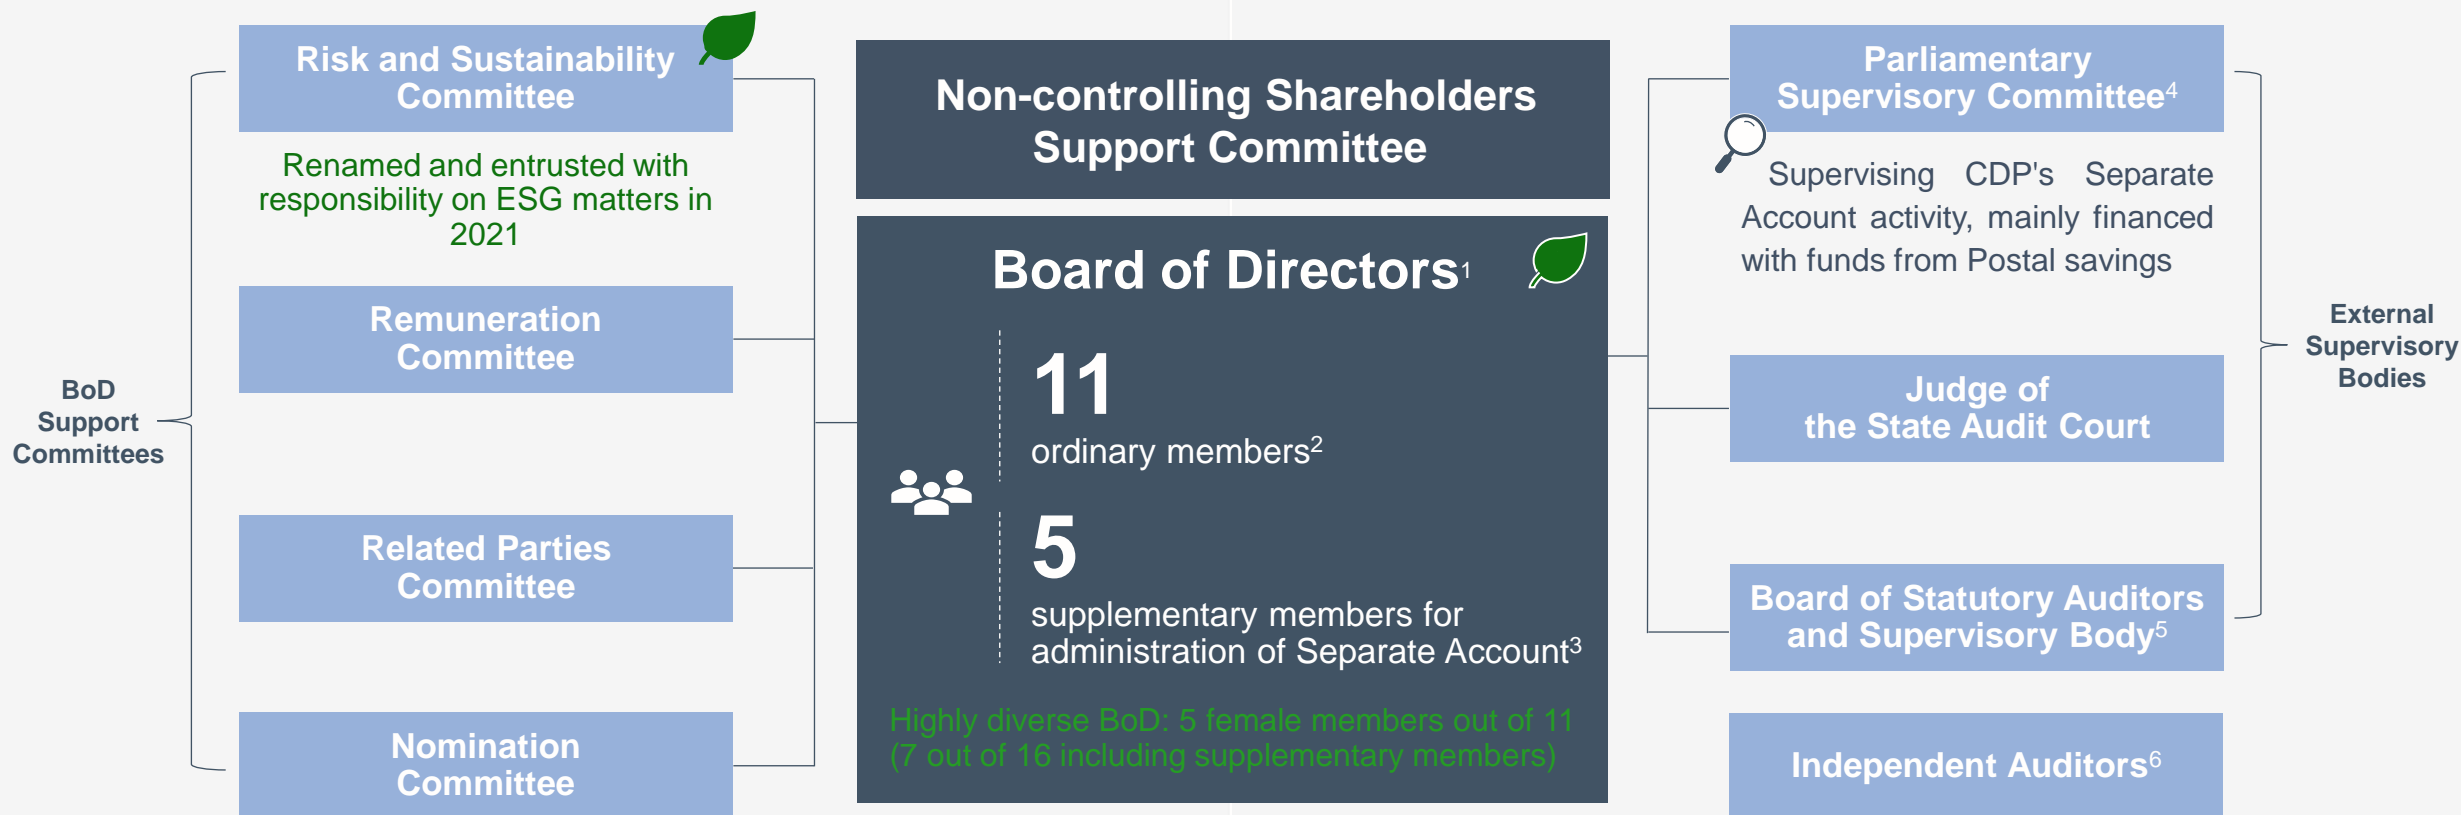 BoD
Support
Committees
Risk and Sustainability
Committee
Renamed and entrusted with
responsibility on ESG matters in
2021
Remuneration
Committee
Related Parties
Committee
Nomination
Committee
Non-controlling Shareholders
Support Committee
Board of Directors1
11
ordinary members2
5
supplementary members for
administration of Separate Account3
Highly diverse BoD: 5 female members out of 11
(7 out of 16 including supplementary members)
Parliamentary
Supervisory Committee4
Supervising CDP's Separate
Account activity, mainly financed
with funds from Postal savings
Judge of
the State Audit Court
Board of Statutory Auditors
and Supervisory Body5
Independent Auditors6
External
Supervisory
Bodies